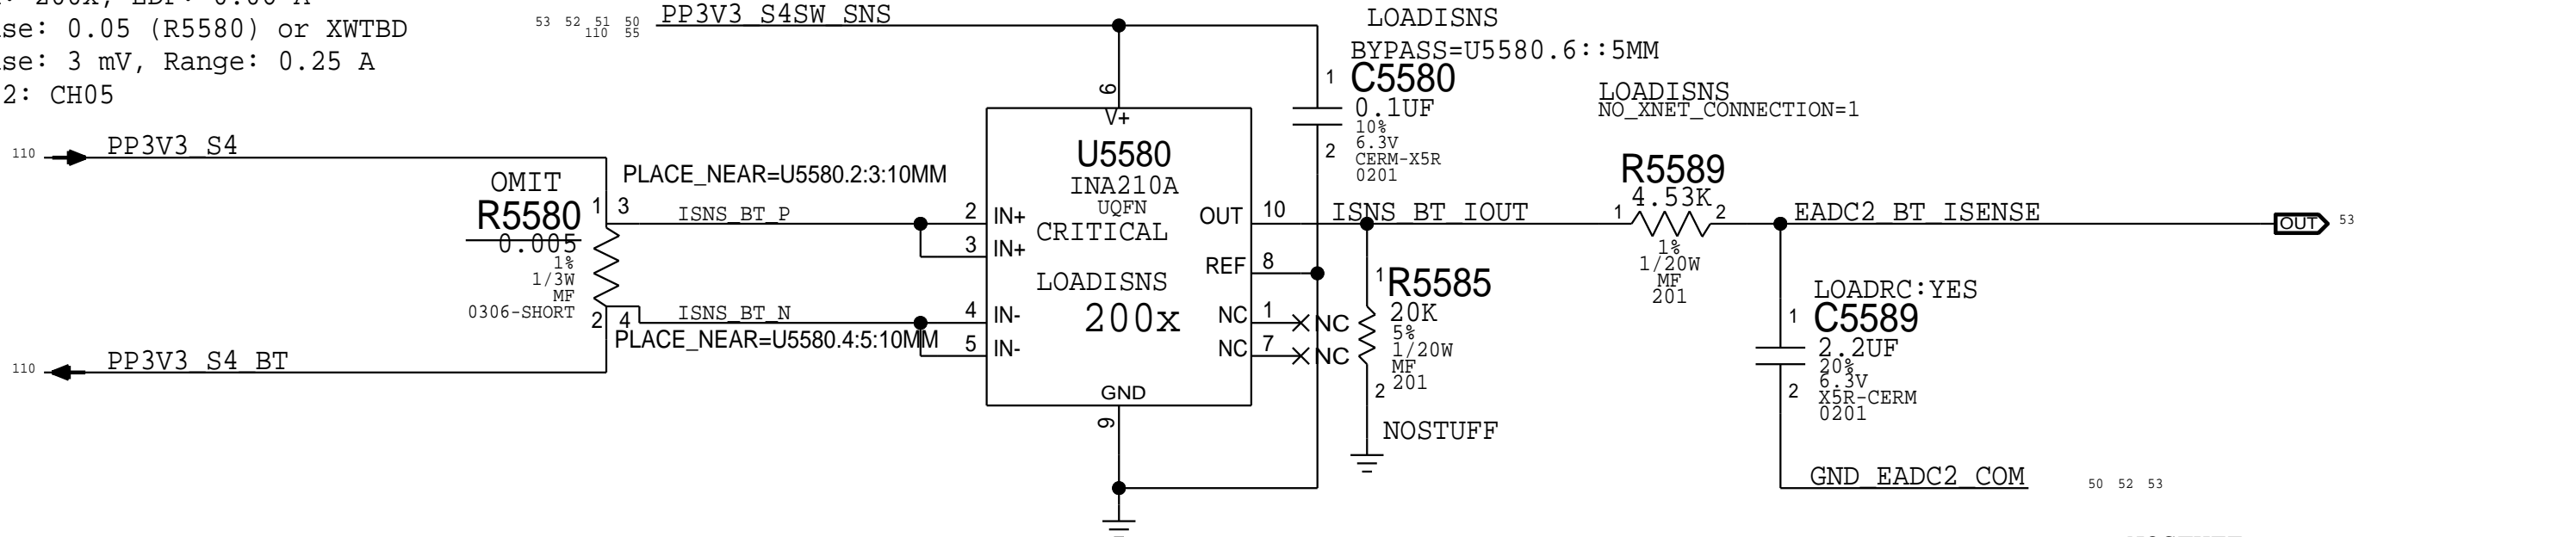 : 200x, EDP: 0.06 A
se: 0.05 (R5580) or XWTBD
se: 3 mV, Range: 0.25 A
2: CH05
53 52 51 50
110 55
PP3V3_S4SW_SNS
LOADISNS
BYPASS=U5580.6::5MM
1
C5580
0.1UF
10%
6.3V
CERM-X5R
0201
2
LOADISNS
NO_XNET_CONNECTION=1
110
PP3V3_S4
OMIT
R5580
0.005
1%
1/3W
MF
0306-SHORT
1 3
2 4
PLACE_NEAR=U5580.2:3:10MM
ISNS_BT_P
ISNS_BT_N
PLACE_NEAR=U5580.4:5:10MM
110
PP3V3_S4_BT
6
V+
U5580
INA210A
UQFN
CRITICAL
LOADISNS
200x
2 IN+
3 IN+
4 IN-
5 IN-
OUT 10
REF 8
NC 1 NC
NC 7 NC
GND
9
ISNS_BT_IOUT
1
R5585
20K
5%
1/20W
MF
201
2
NOSTUFF
R5589
4.53K
1 2
1%
1/20W
MF
201
EADC2_BT_ISENSE
OUT 53
LOADRC:YES
1
C5589
2.2UF
20%
6.3V
X5R-CERM
0201
2
GND_EADC2_COM
50 52 53